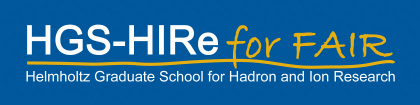 HGS-HIRe for FAIR
Helmholtz Graduate School for Hadron and Ion Research